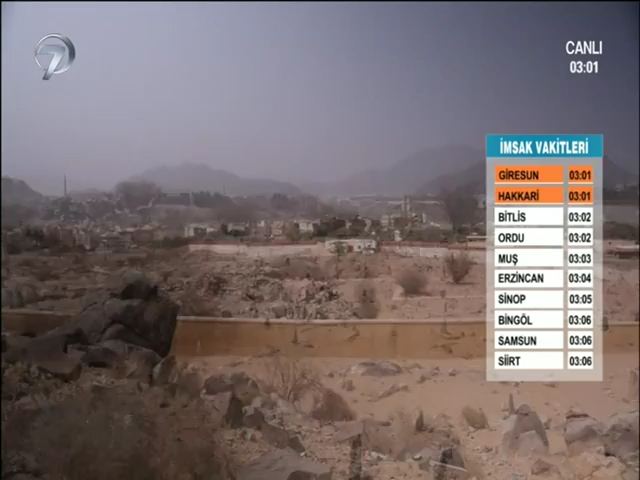 7
CANLI
03:01
İMSAK VAKİTLERİ
GİRESUN 03:01
HAKKARİ 03:01
BİTLİS 03:02
ORDU 03:02
MUŞ 03:03
ERZİNCAN 03:04
SİNOP 03:05
BİNGÖL 03:06
SAMSUN 03:06
SİİRT 03:06